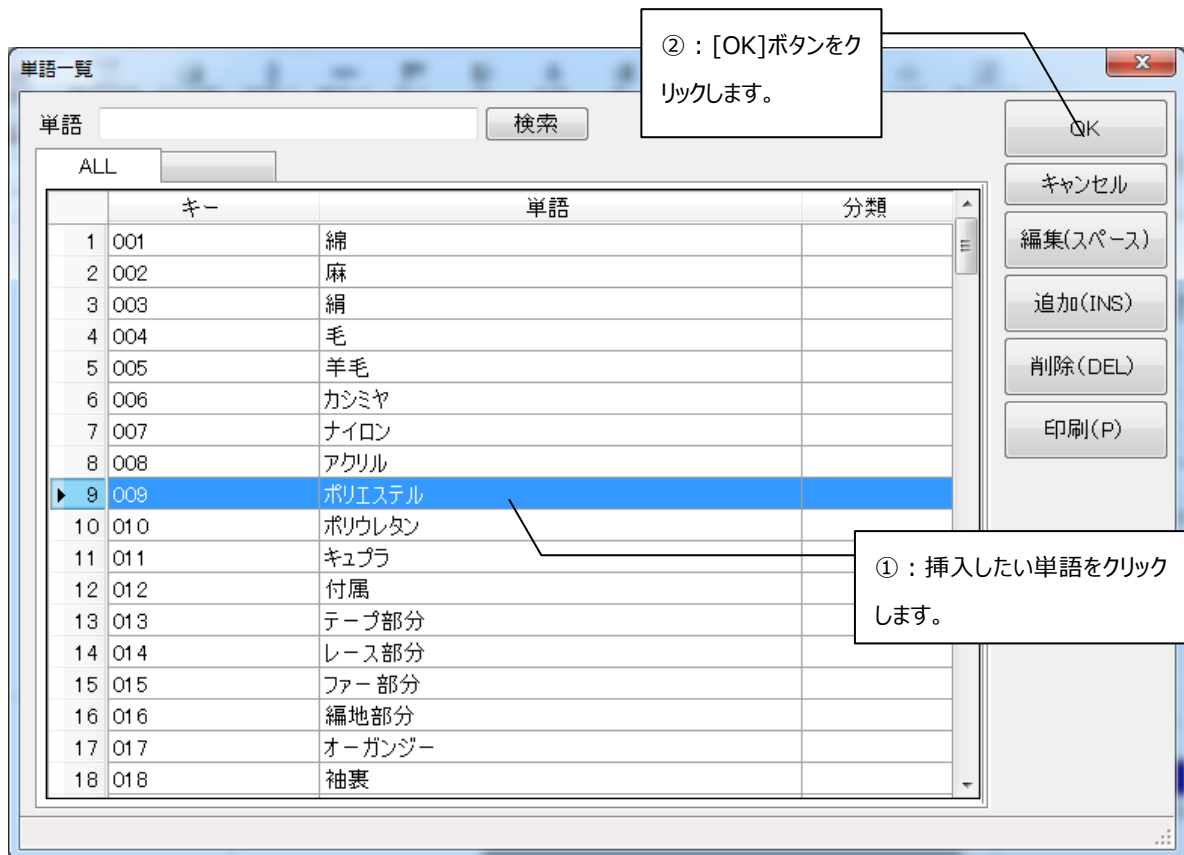 ②：[OK]ボタンをク
リックします。
単語一覧
単語 検索
ALL
キー 単語 分類
1 001 綿
2 002 麻
3 003 絹
4 004 毛
5 005 羊毛
6 006 カシミヤ
7 007 ナイロン
8 008 アクリル
9 009 ポリエステル
10 010 ポリウレタン
11 011 キュプラ
12 012 付属
13 013 テープ部分
14 014 レース部分
15 015 ファー部分
16 016 編地部分
17 017 オーガンジー
18 018 袖裏
OK
キャンセル
編集(スペース)
追加(INS)
削除(DEL)
印刷(P)
①：挿入したい単語をクリック
します。